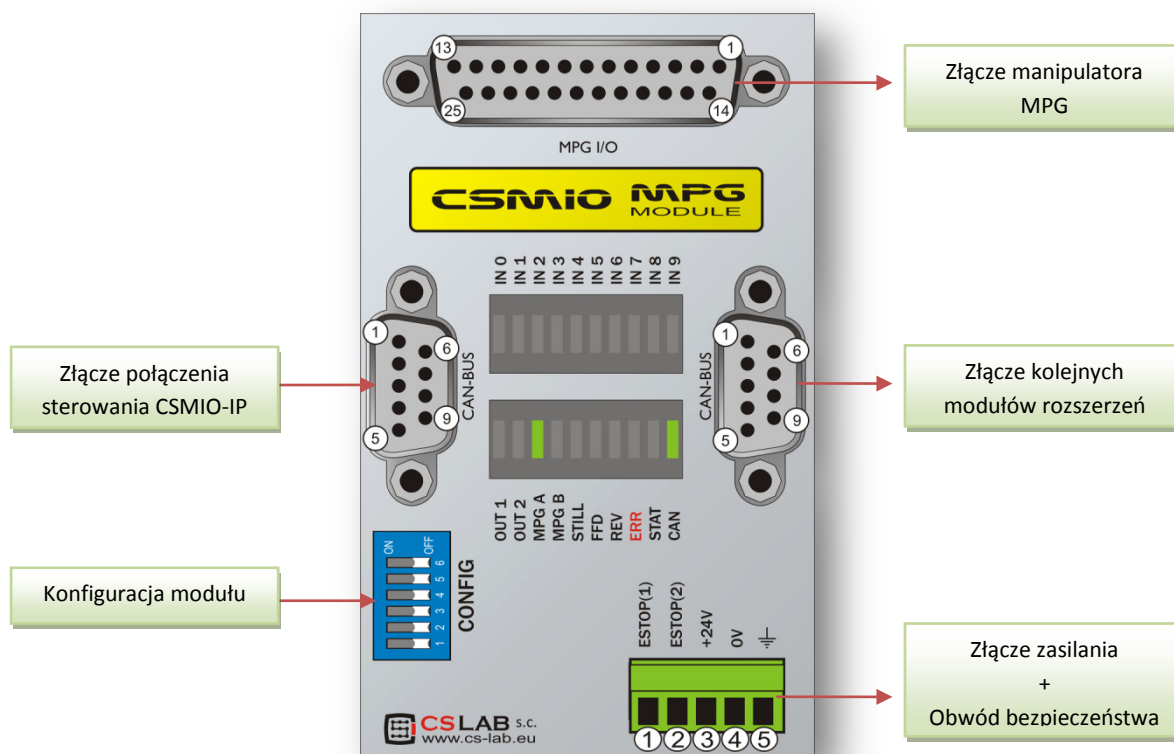 13
1
25
14
MPG I/O
Złącze manipulatora
MPG
CSMIO MPG
MODULE
IN 0
IN 1
IN 2
IN 3
IN 4
IN 5
IN 6
IN 7
IN 8
IN 9
1
6
9
5
CAN-BUS
Złącze połączenia
sterowania CSMIO-IP
1
6
9
5
CAN-BUS
Złącze kolejnych
modułów rozszerzeń
OUT 1
OUT 2
MPG A
MPG B
STILL
FFD
REV
ERR
STAT
CAN
Konfiguracja modułu
ON
OFF
1 2 3 4 5 6
CONFIG
ESTOP(1)
ESTOP(2)
+24V
0V
1 2 3 4 5
Złącze zasilania
+
Obwód bezpieczeństwa
CSLAB s.c.
www.cs-lab.eu